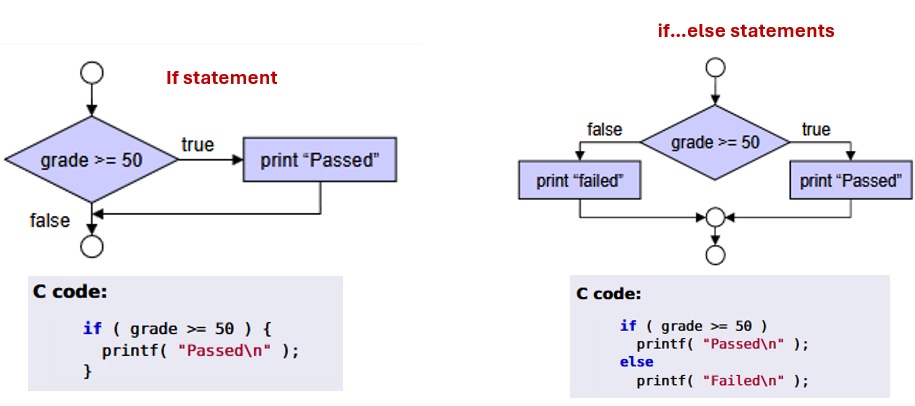 If statement
grade >= 50
true
print “Passed”
false
C code:
if ( grade >= 50 ) {
printf( "Passed\n" );
}
if...else statements
false
grade >= 50
true
print “failed”
print “Passed”
C code:
if ( grade >= 50 )
printf( "Passed\n" );
else
printf( "Failed\n" );